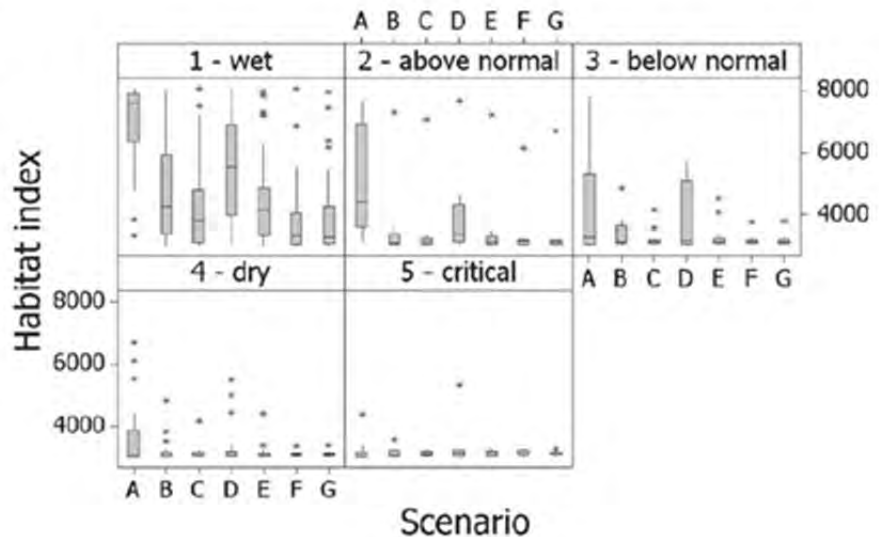 A B C D E F G
1 - wet 2 - above normal 3 - below normal
8000
6000
4000
4 - dry 5 - critical
A B C D E F G
8000
6000
4000
A B C D E F G
Habitat index
Scenario